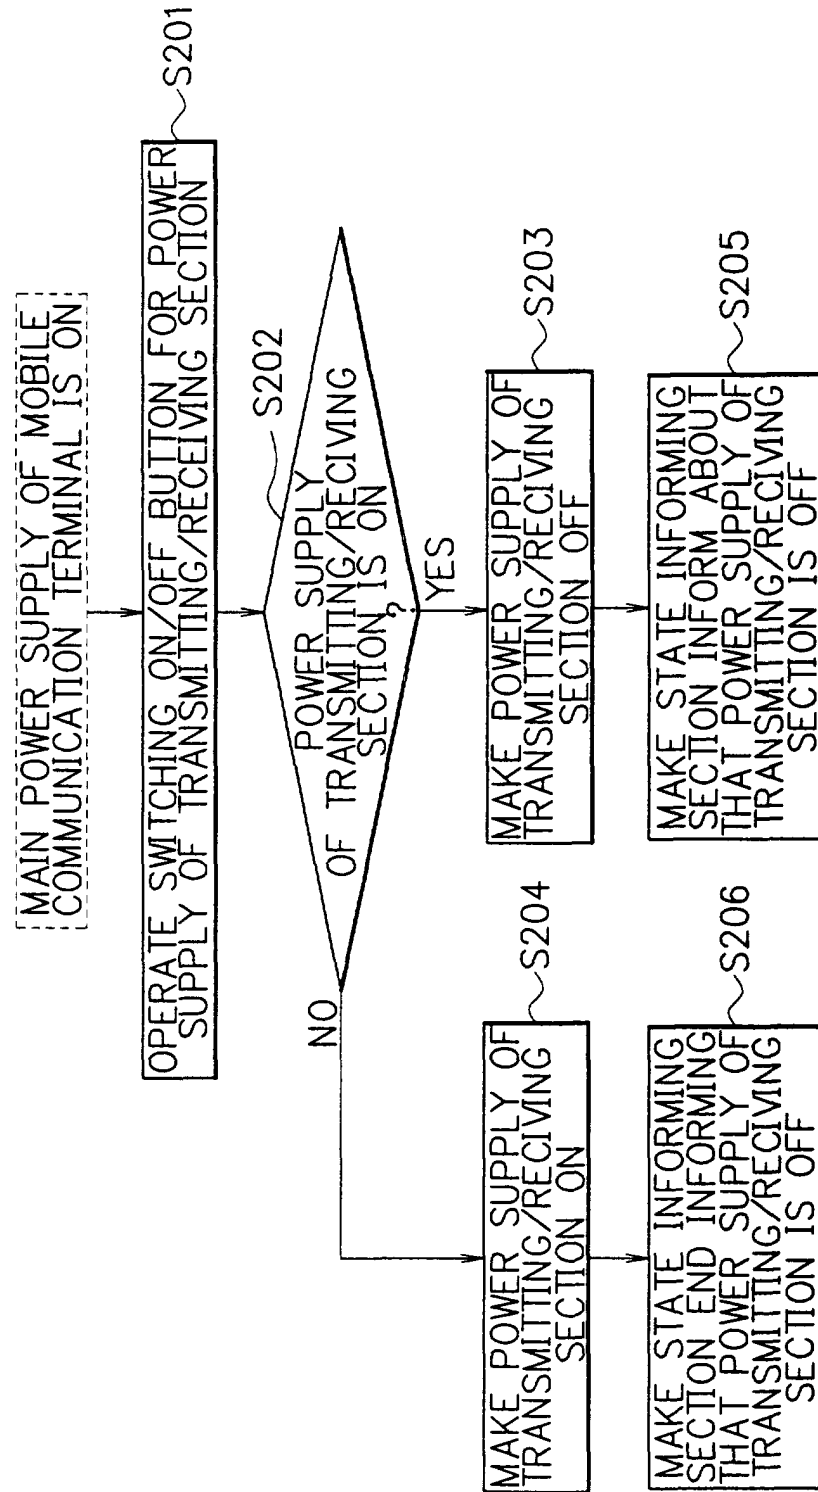 MAIN POWER SUPPLY OF MOBILE
COMMUNICATION TERMINAL IS ON
OPERATE SWITCHING ON/OFF BUTTON FOR POWER
SUPPLY OF TRANSMITTING/RECEIVING SECTION
S201
S202
POWER SUPPLY
OF TRANSMITTING/RECIVING
SECTION IS ON
?
NO
YES
MAKE POWER SUPPLY OF
TRANSMITTING/RECIVING
SECTION ON
S204
MAKE POWER SUPPLY OF
TRANSMITTING/RECIVING
SECTION OFF
S203
MAKE STATE INFORMING
SECTION END INFORMING
THAT POWER SUPPLY OF
TRANSMITTING/RECIVING
SECTION IS OFF
S206
MAKE STATE INFORMING
SECTION INFORM ABOUT
THAT POWER SUPPLY OF
TRANSMITTING/RECIVING
SECTION IS OFF
S205